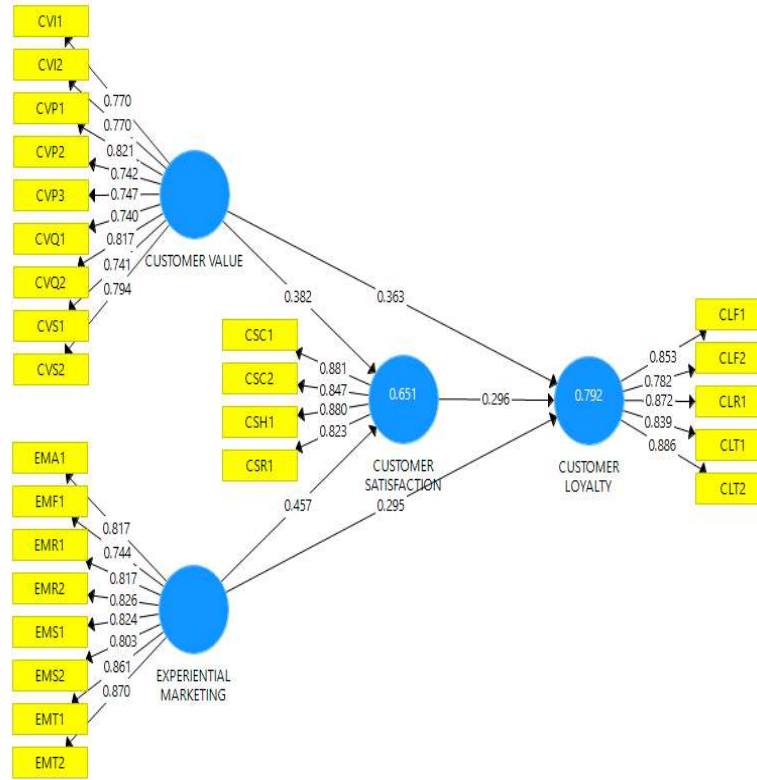 CVI1
CVI2
CVP1
CVP2
CVP3
CVQ1
CVQ2
CVS1
CVS2
0.770
0.770
0.821
0.742
0.747
0.740
0.817
0.741
0.794
CUSTOMER VALUE
0.382
0.363
CSC1
CSC2
CSH1
CSR1
0.881
0.847
0.880
0.823
0.651
CUSTOMER
SATISFACTION
0.296
0.792
CUSTOMER
LOYALTY
0.853
0.782
0.872
0.839
0.886
CLF1
CLF2
CLR1
CLT1
CLT2
0.457
0.295
EMA1
EMF1
EMR1
EMR2
EMS1
EMS2
EMT1
EMT2
0.817
0.744
0.817
0.826
0.824
0.803
0.861
0.870
EXPERIENTIAL
MARKETING